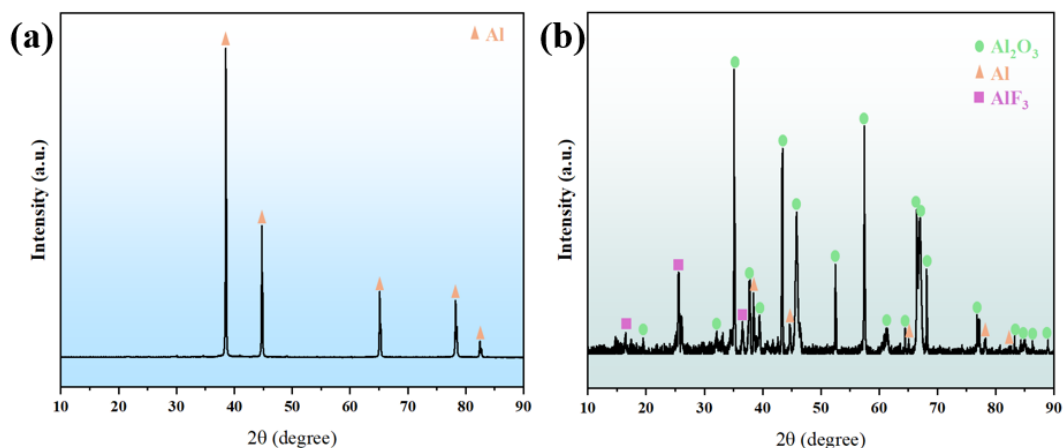 (a)
Al
Intensity (a.u.)
10 20 30 40 50 60 70 80 90
2θ (degree)
(b)
Al₂O₃
Al
AlF₃
Intensity (a.u.)
10 20 30 40 50 60 70 80 90
2θ (degree)